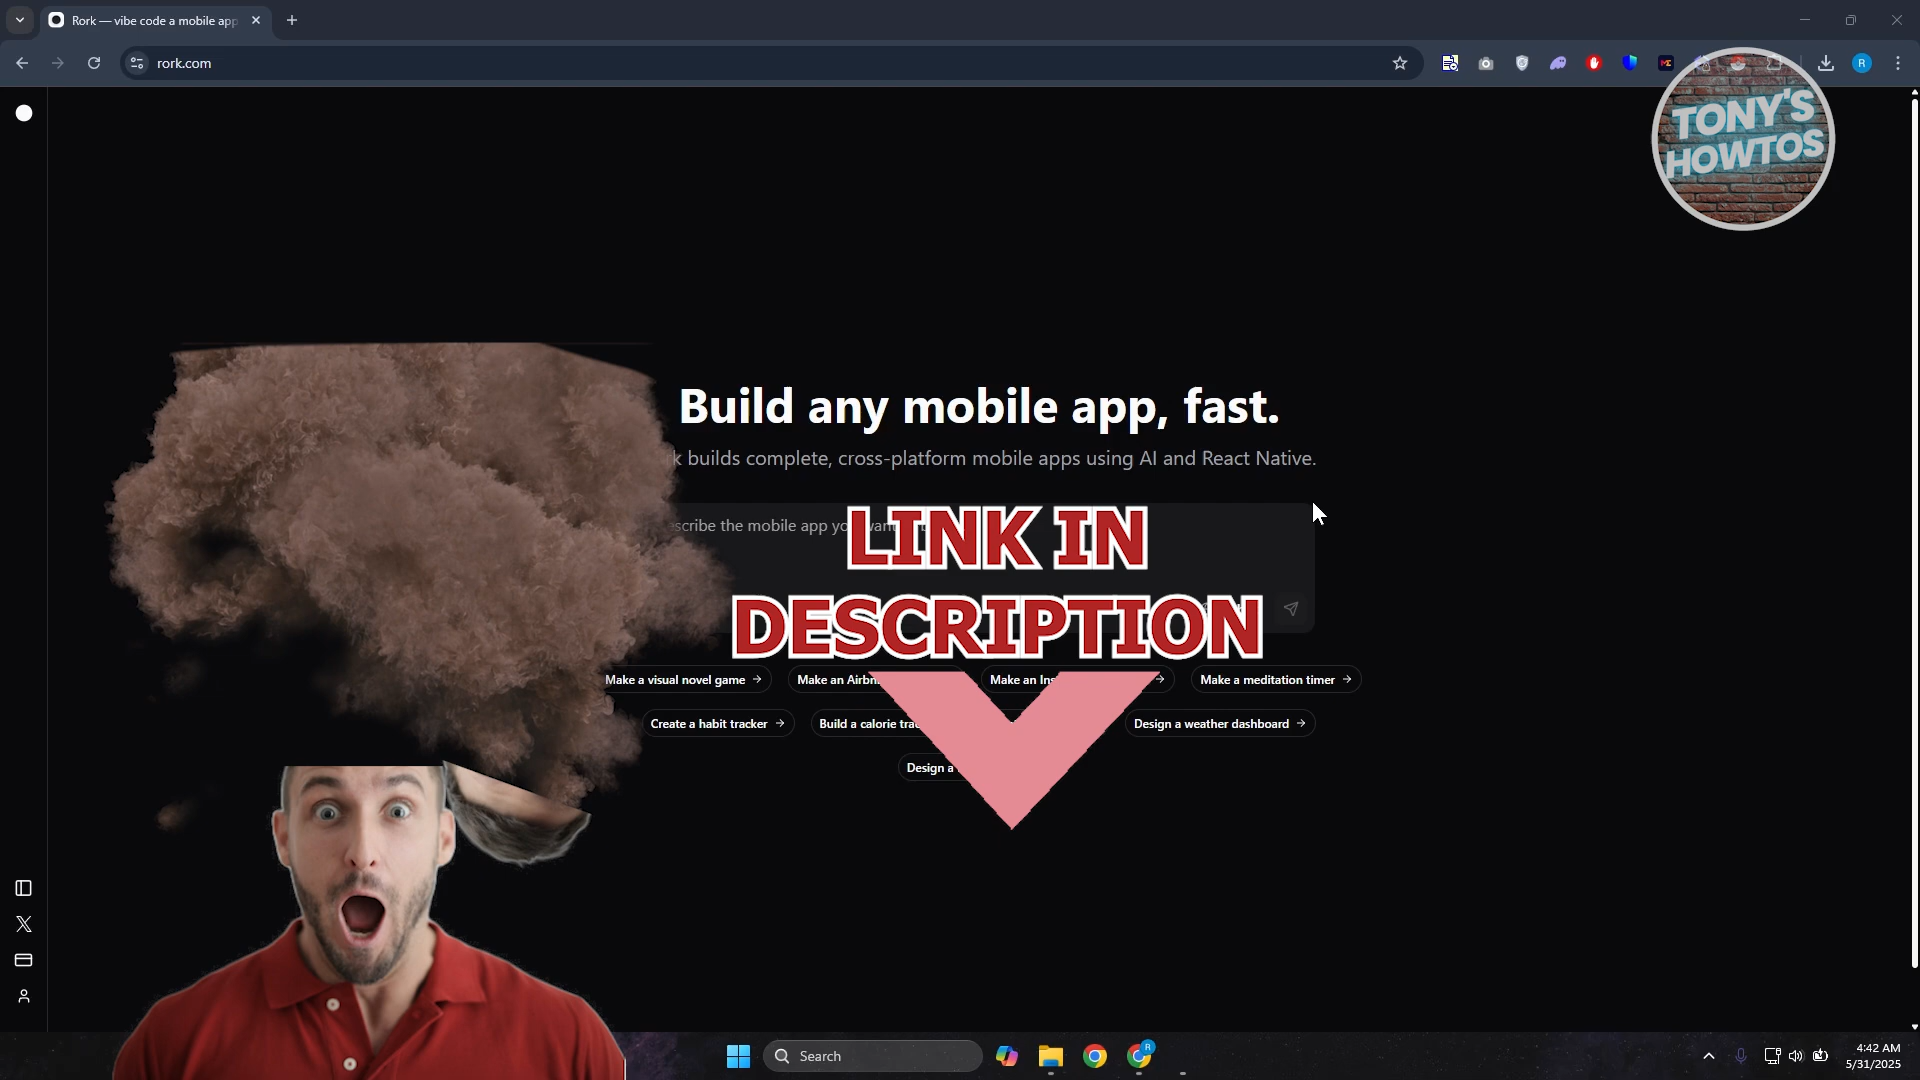 Rork — vibe code a mobile app
rork.com
TONY'S
HOWTOS
Build any mobile app, fast.
k builds complete, cross-platform mobile apps using AI and React Native.
scribe the mobile app yo
LINK IN
DESCRIPTION
Make a visual novel game →
Make an Airbn
Make an Ins →
Make a meditation timer →
Create a habit tracker →
Build a calorie trac
Design a weather dashboard →
Design a
Search
4:42 AM
5/31/2025